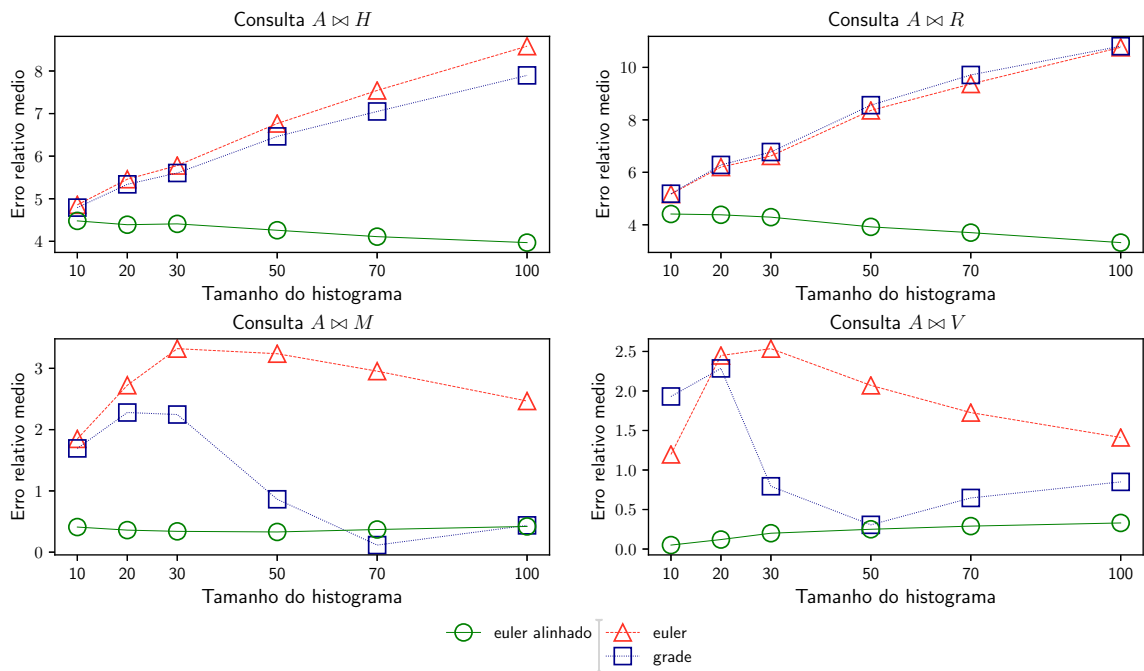 Consulta A ⋈ H
Erro relativo medio
8
7
6
5
4
10 20 30 50 70 100
Tamanho do histograma
Consulta A ⋈ R
Erro relativo medio
10
8
6
4
10 20 30 50 70 100
Tamanho do histograma
Consulta A ⋈ M
Erro relativo medio
3
2
1
0
10 20 30 50 70 100
Tamanho do histograma
Consulta A ⋈ V
Erro relativo medio
2.5
2.0
1.5
1.0
0.5
0.0
10 20 30 50 70 100
Tamanho do histograma
euler alinhado
euler
grade